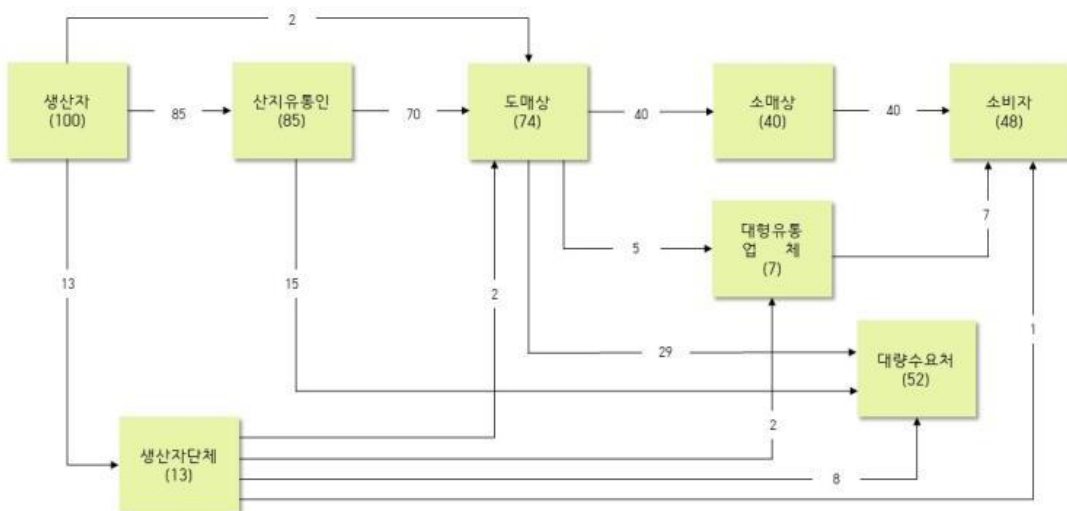 2
생산자
(100)
85
산지유통인
(85)
70
도매상
(74)
40
소매상
(40)
40
소비자
(48)
대형유통
업 체
(7)
7
5
13
15
2
1
29
대량수요처
(52)
2
생산자단체
(13)
8